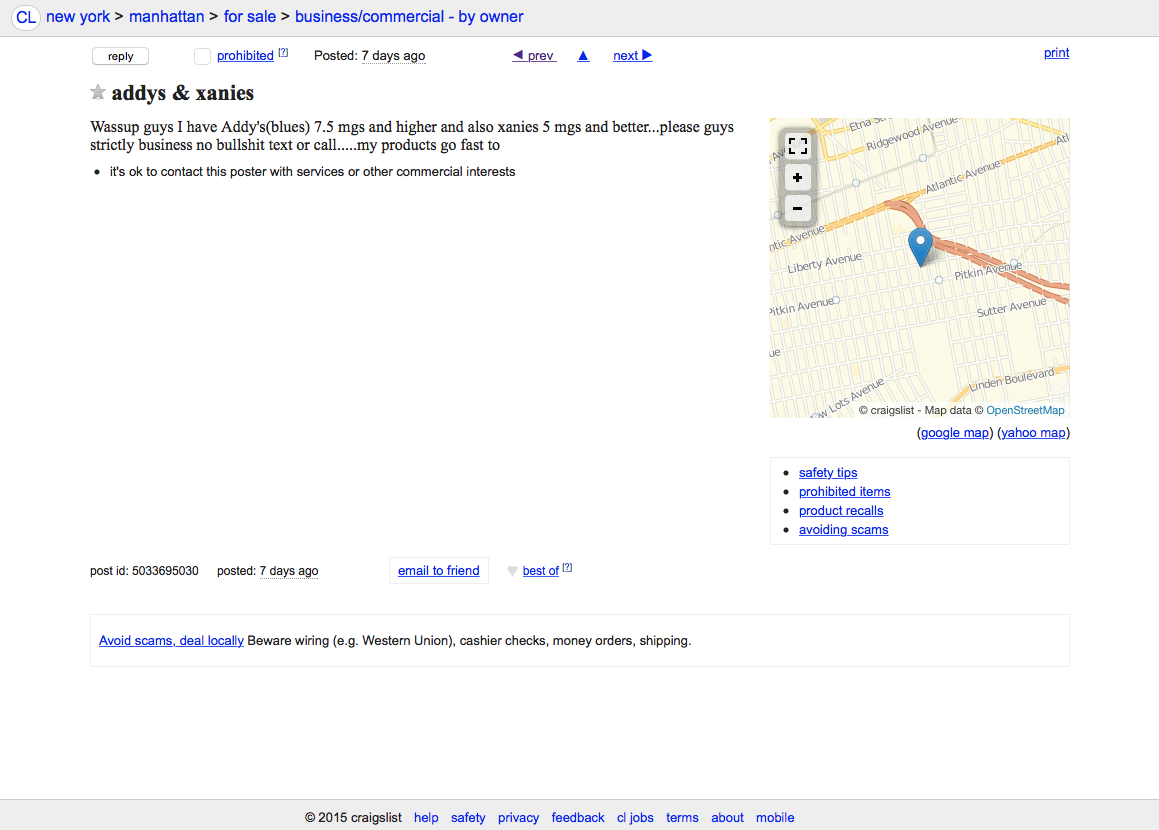 CL new york > manhattan > for sale > business/commercial - by owner
reply prohibited [?] Posted: 7 days ago ◀ prev ▲ next ▶ print
addys & xanies
Wassup guys I have Addy's(blues) 7.5 mgs and higher and also xanies 5 mgs and better...please guys
strictly business no bullshit text or call.....my products go fast to
• it's ok to contact this poster with services or other commercial interests
Etna
Ridgewood Avenue
Atlantic Avenue
+
−
Liberty Avenue
Pitkin Avenue
Pitkin Avenue
Sutter Avenue
Linden Boulevard
Lots Avenue
© craigslist - Map data © OpenStreetMap
(google map) (yahoo map)
• safety tips
• prohibited items
• product recalls
• avoiding scams
post id: 5033695030 posted: 7 days ago email to friend ♥ best of [?]
Avoid scams, deal locally Beware wiring (e.g. Western Union), cashier checks, money orders, shipping.
© 2015 craigslist help safety privacy feedback cl jobs terms about mobile